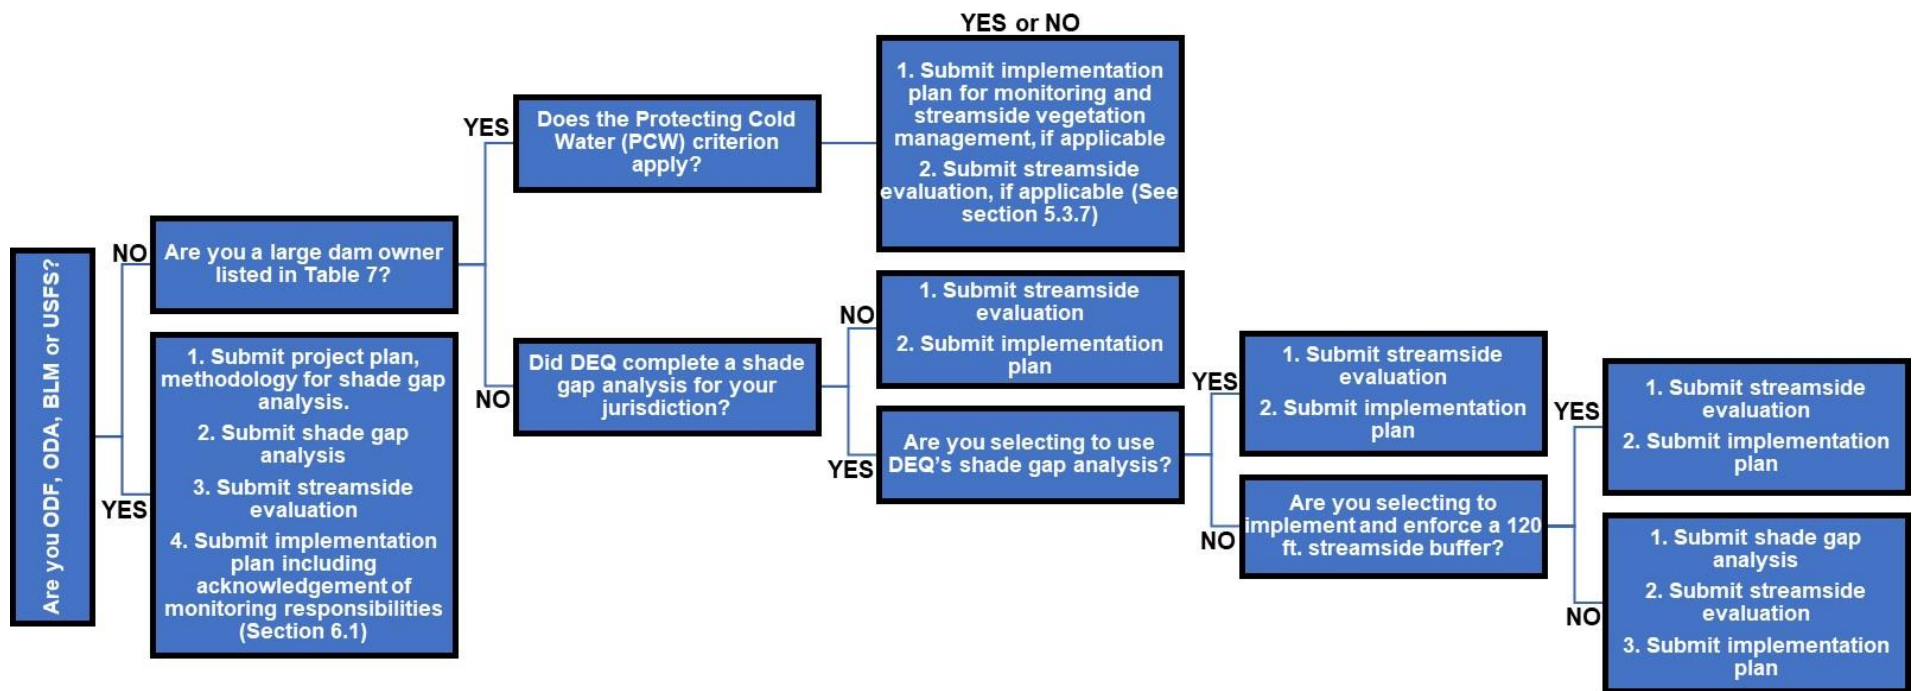 Are you ODF, ODA, BLM or USFS?
NO
Are you a large dam owner
listed in Table 7?
YES
1. Submit project plan,
methodology for shade gap
analysis.
2. Submit shade gap
analysis
3. Submit streamside
evaluation
4. Submit implementation
plan including
acknowledgement of
monitoring responsibilities
(Section 6.1)
YES
Does the Protecting Cold
Water (PCW) criterion
apply?
YES or NO
1. Submit implementation
plan for monitoring and
streamside vegetation
management, if applicable
2. Submit streamside
evaluation, if applicable (See
section 5.3.7)
NO
Did DEQ complete a shade
gap analysis for your
jurisdiction?
NO
1. Submit streamside
evaluation
2. Submit implementation
plan
YES
Are you selecting to use
DEQ’s shade gap analysis?
YES
1. Submit streamside
evaluation
2. Submit implementation
plan
NO
Are you selecting to
implement and enforce a 120
ft. streamside buffer?
YES
1. Submit streamside
evaluation
2. Submit implementation
plan
NO
1. Submit shade gap
analysis
2. Submit streamside
evaluation
3. Submit implementation
plan